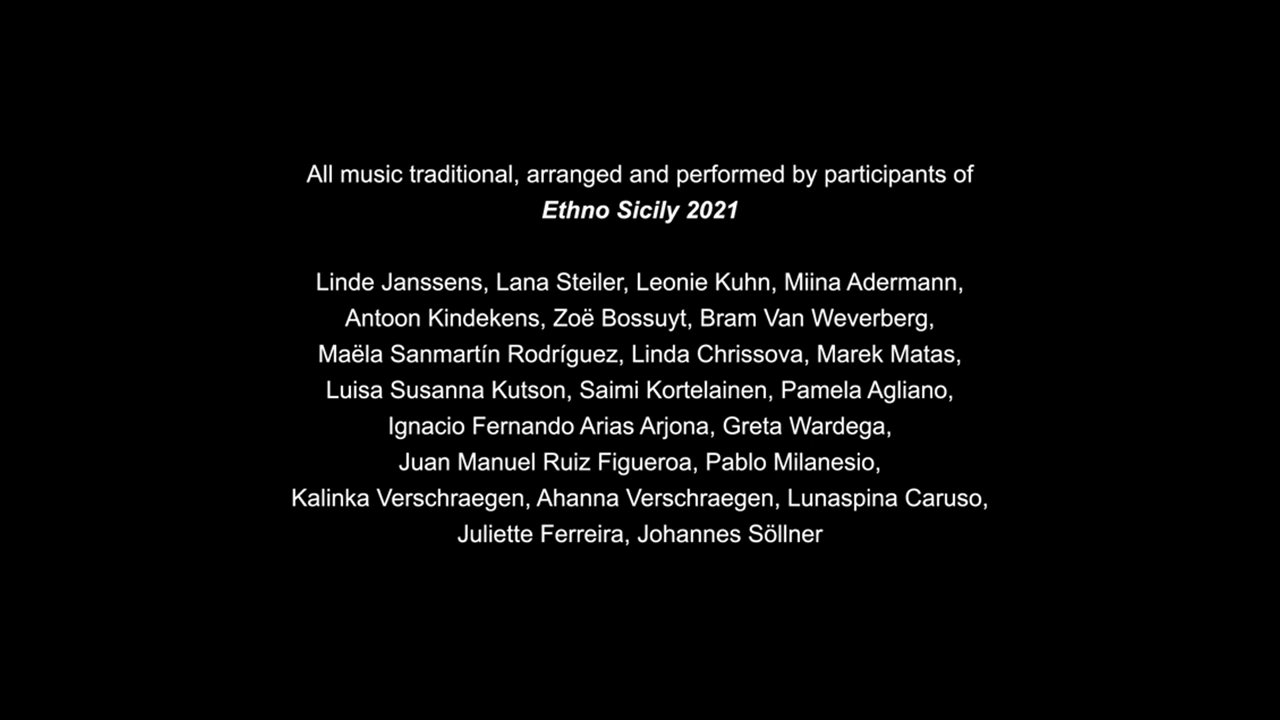 All music traditional, arranged and performed by participants of
Ethno Sicily 2021
Linde Janssens, Lana Steiler, Leonie Kuhn, Miina Adermann,
Antoon Kindekens, Zoë Bossuyt, Bram Van Weverberg,
Maëla Sanmartín Rodríguez, Linda Chrissova, Marek Matas,
Luisa Susanna Kutson, Saimi Kortelainen, Pamela Agliano,
Ignacio Fernando Arias Arjona, Greta Wardega,
Juan Manuel Ruiz Figueroa, Pablo Milanesio,
Kalinka Verschraegen, Ahanna Verschraegen, Lunaspina Caruso,
Juliette Ferreira, Johannes Söllner